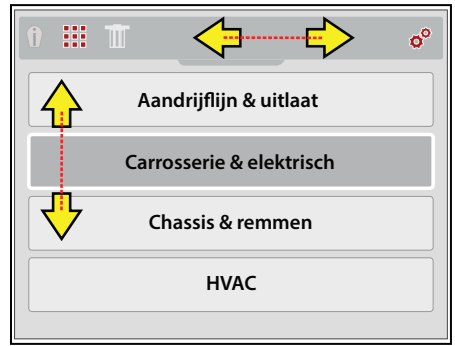 Aandrijflijn & uitlaat
Carrosserie & elektrisch
Chassis & remmen
HVAC